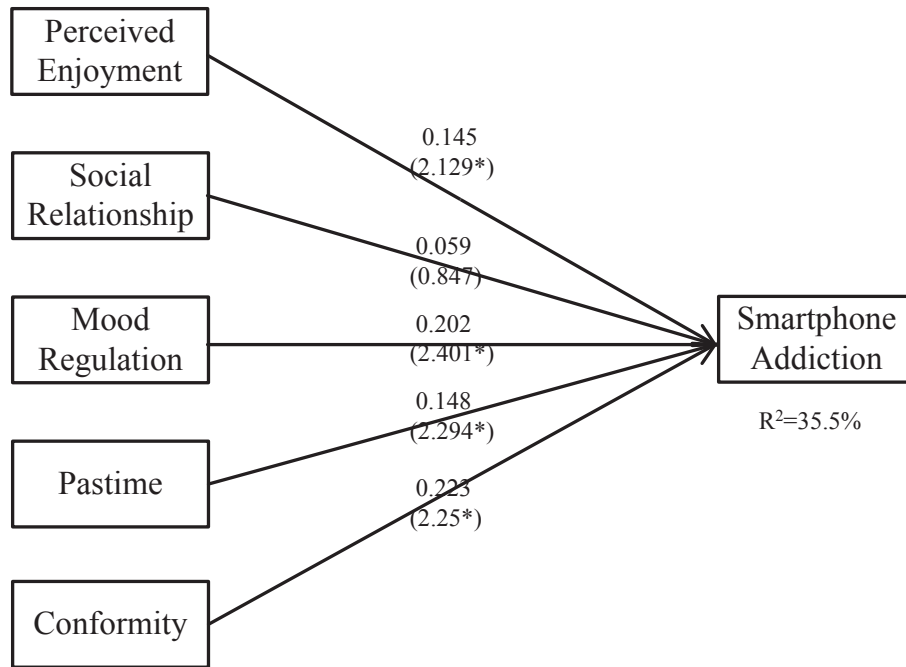 Perceived
Enjoyment
0.145
(2.129*)
Social
Relationship
0.059
(0.847)
Mood
Regulation
0.202
(2.401*)
Smartphone
Addiction
R²=35.5%
0.148
(2.294*)
Pastime
0.223
(2.25*)
Conformity